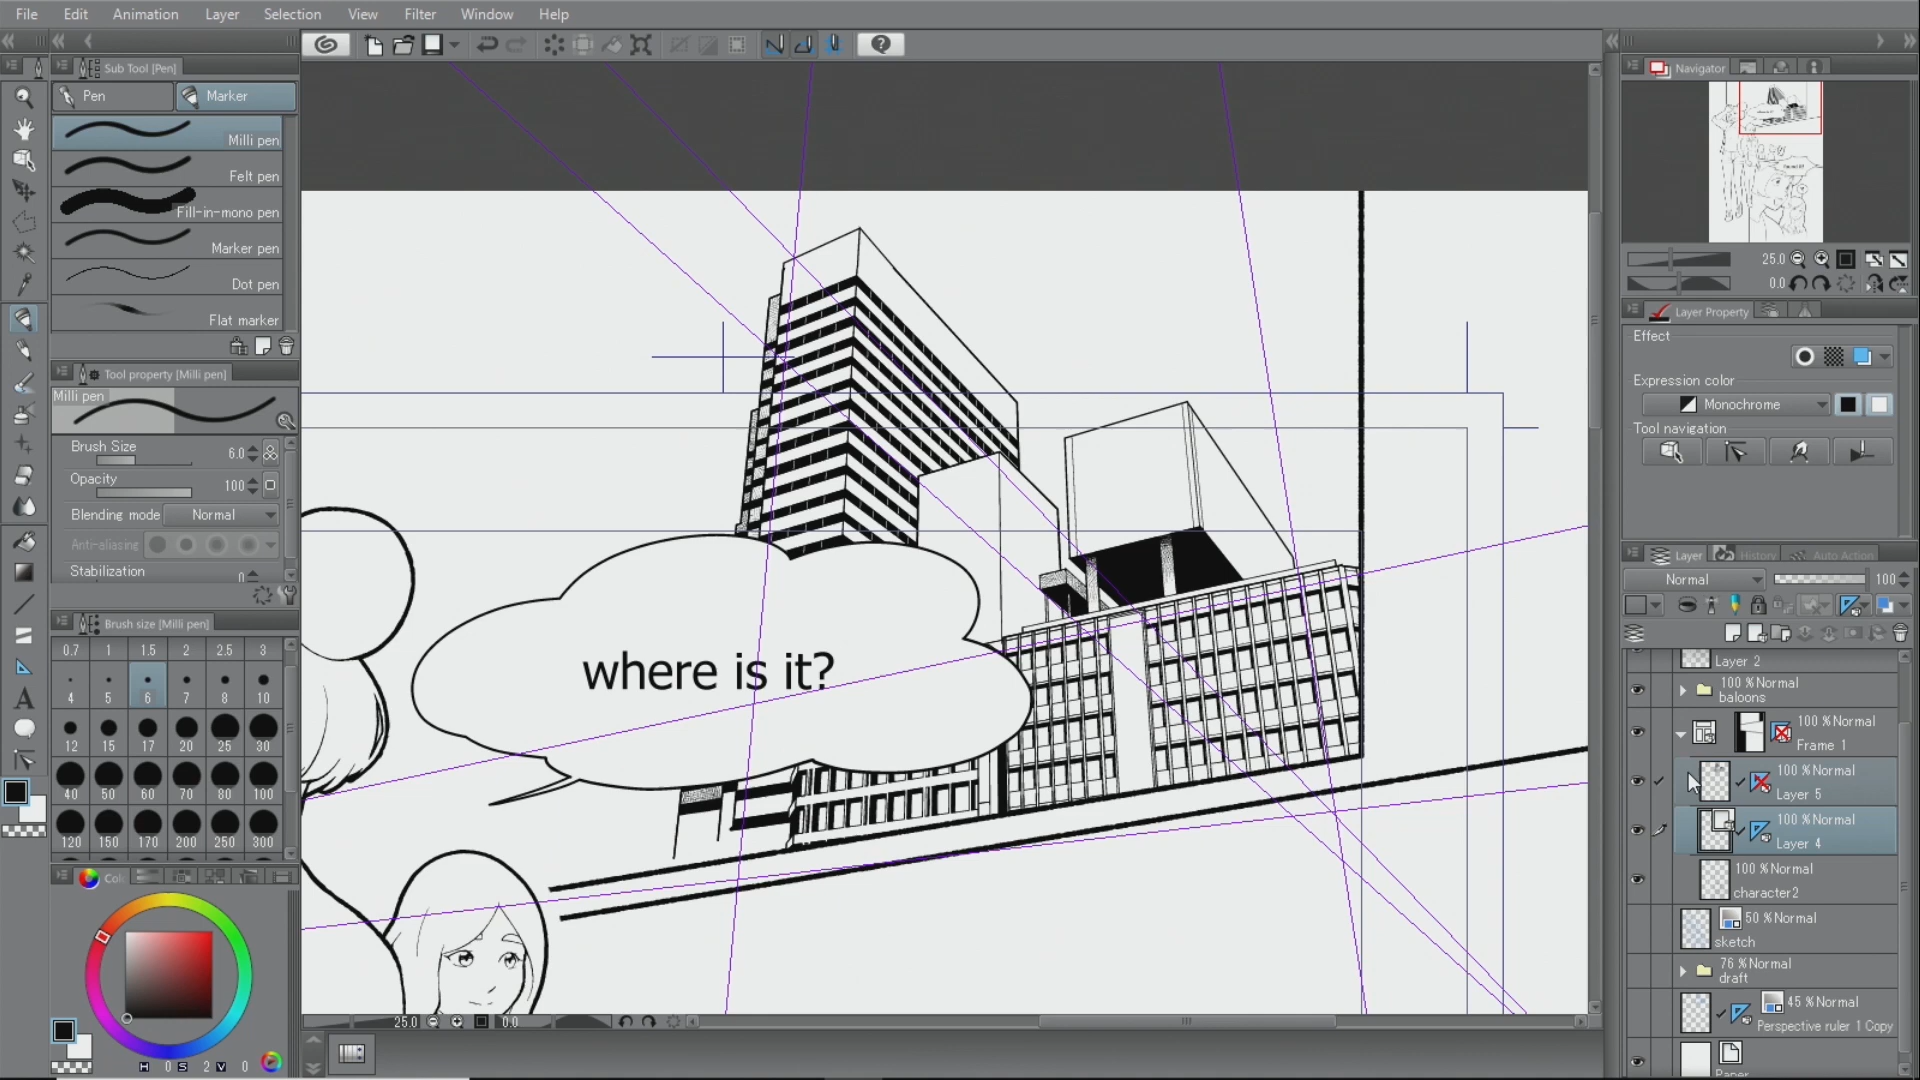 File Edit Animation Layer Selection View Filter Window Help
Sub Tool [Pen]
Pen Marker
Milli pen
Felt pen
Fill-in-mono pen
Marker pen
Dot pen
Flat marker
Tool property [Milli pen]
Milli pen
Brush Size 6.0
Opacity 100
Blending mode Normal
Anti-aliasing
Stabilization
Brush size [Milli pen]
0.7 1 1.5 2 2.5 3
4 5 6 7 8 10
12 15 17 20 25 30
40 50 60 70 80 100
120 150 170 200 250 300
H 0 S 2 V 0
where is it?
25.0 0.0
Navigator
25.0
0.0
Layer Property
Effect
Expression color
Monochrome
Tool navigation
Layer History Auto Action
Normal 100
Layer 2
100 %Normal
baloons
100 %Normal
Frame 1
100 %Normal
Layer 5
100 %Normal
Layer 4
100 %Normal
character2
50 %Normal
sketch
76 %Normal
draft
45 %Normal
Perspective ruler 1 Copy
Paper